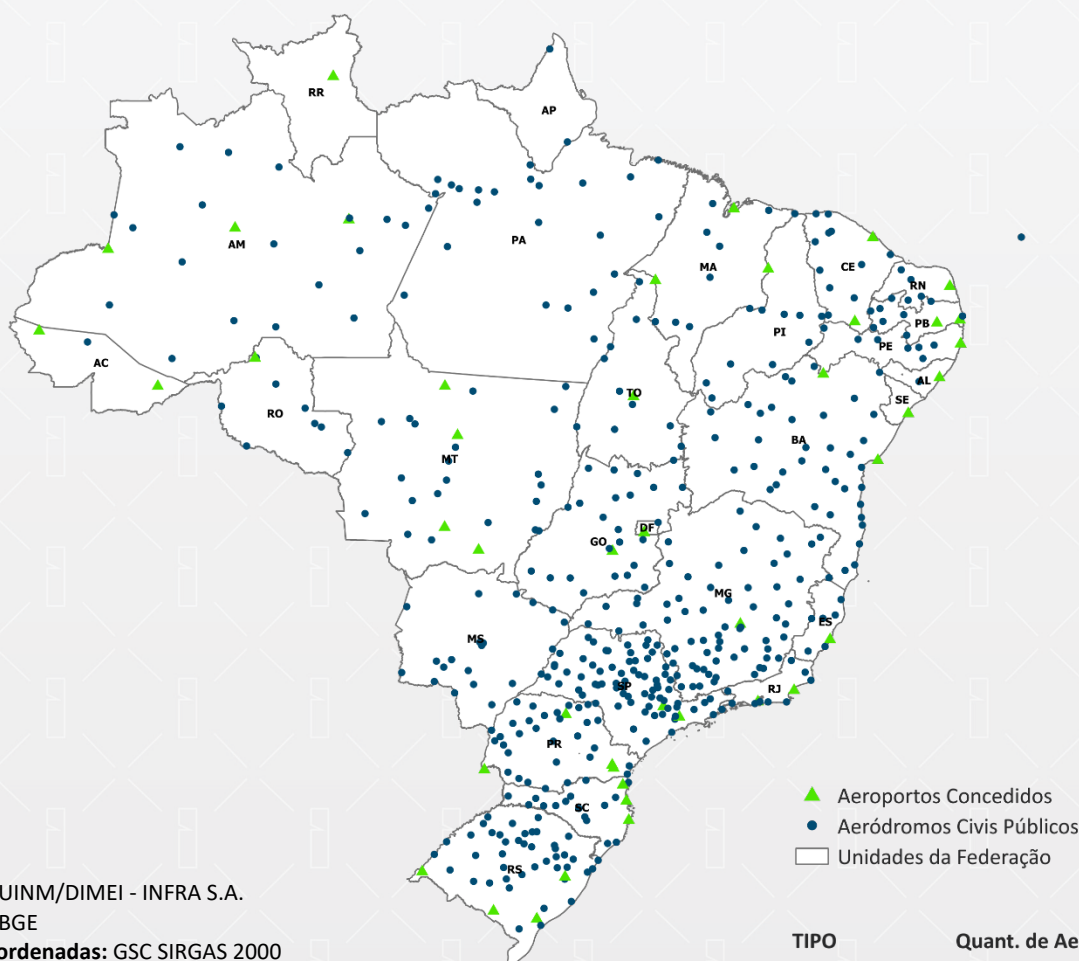 RR
AP
AM
PA
MA
CE
RN
PB
PI
PE
AC
AL
TO
SE
RO
BA
MT
DF
GO
MG
ES
MS
SP
RJ
PR
Aeroportos Concedidos
SC
Aeródromos Civis Públicos
Unidades da Federação
RS
UINM/DIMEI - INFRA S.A.
BGE
ordenadas: GSC SIRGAS 2000
TIPO Quant. de Ae